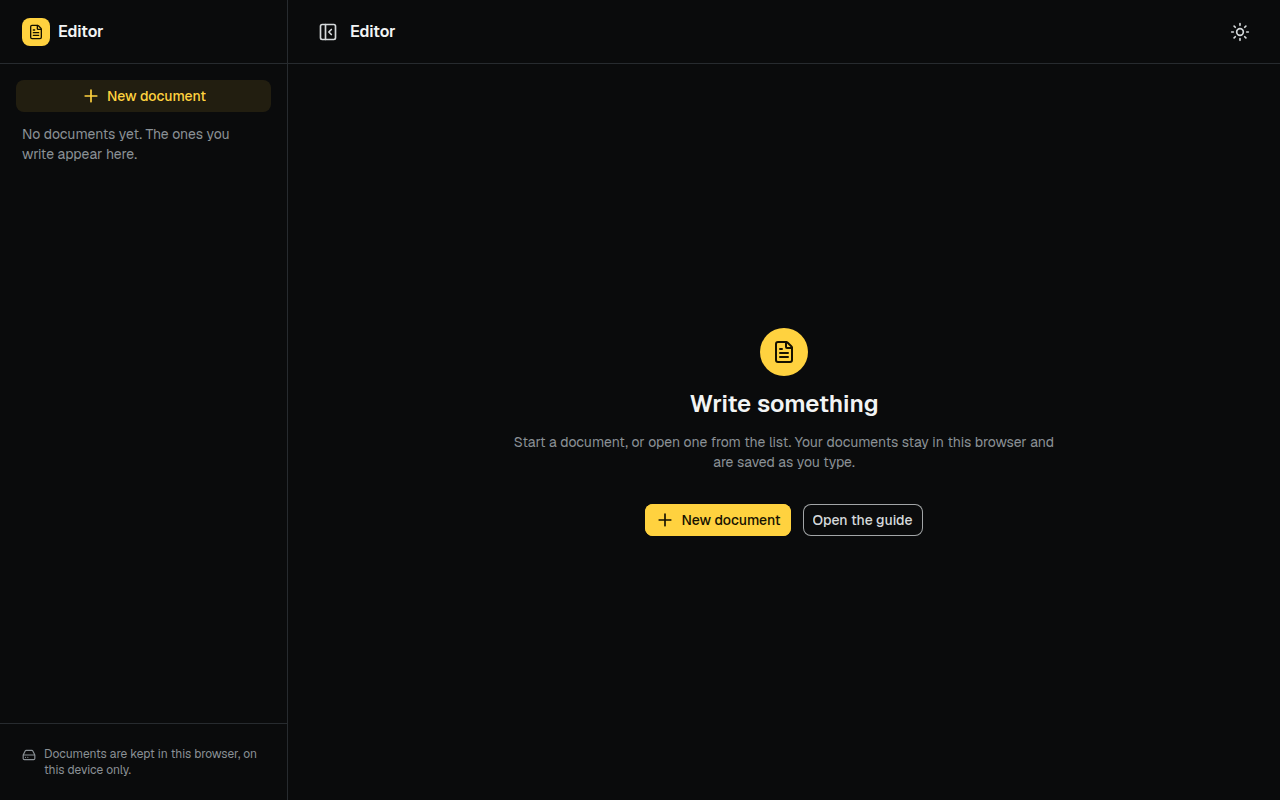 Editor
Editor
New document
No documents yet. The ones you
write appear here.
Write something
Start a document, or open one from the list. Your documents stay in this browser and
are saved as you type.
New document
Open the guide
Documents are kept in this browser, on
this device only.